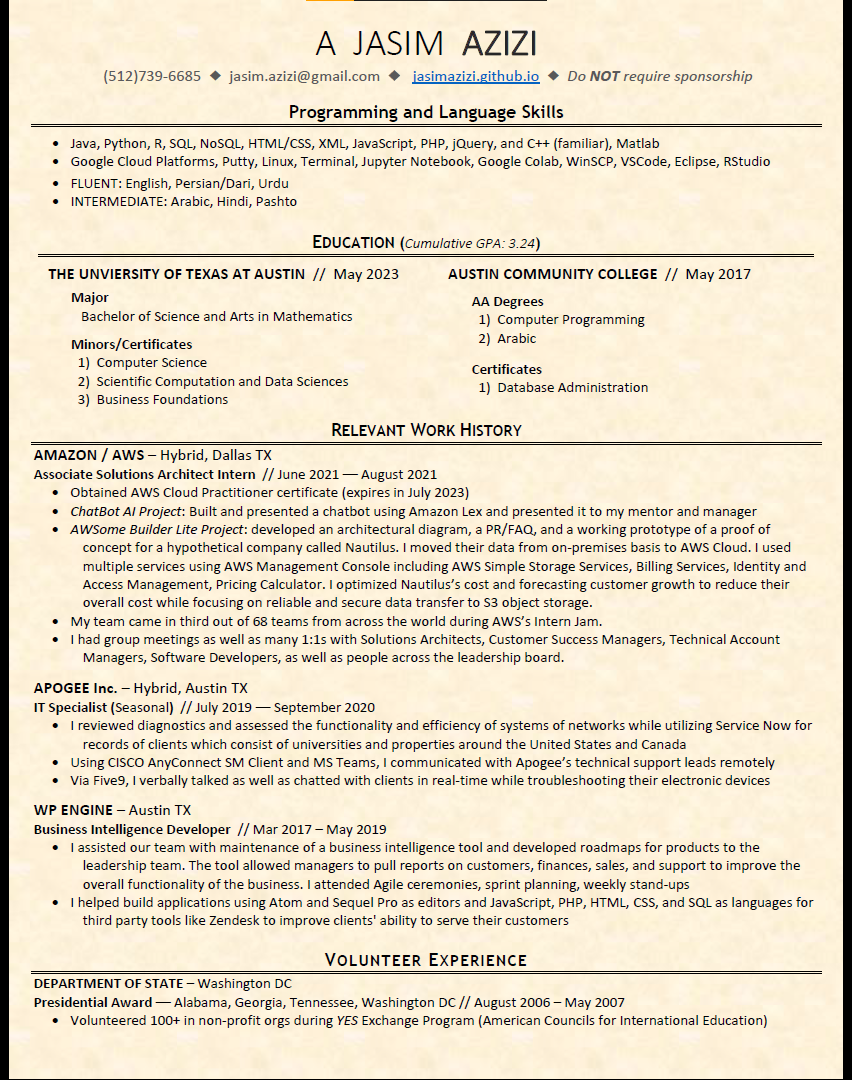 A JASIM AZIZI
(512)739-6685 ◆ jasim.azizi@gmail.com ◆ jasimazizi.github.io ◆ Do NOT require sponsorship
Programming and Language Skills
• Java, Python, R, SQL, NoSQL, HTML/CSS, XML, JavaScript, PHP, jQuery, and C++ (familiar), Matlab
• Google Cloud Platforms, Putty, Linux, Terminal, Jupyter Notebook, Google Colab, WinSCP, VSCode, Eclipse, RStudio
• FLUENT: English, Persian/Dari, Urdu
• INTERMEDIATE: Arabic, Hindi, Pashto
EDUCATION (Cumulative GPA: 3.24)
THE UNVIERSITY OF TEXAS AT AUSTIN // May 2023
Major
Bachelor of Science and Arts in Mathematics
Minors/Certificates
1) Computer Science
2) Scientific Computation and Data Sciences
3) Business Foundations
AUSTIN COMMUNITY COLLEGE // May 2017
AA Degrees
1) Computer Programming
2) Arabic
Certificates
1) Database Administration
RELEVANT WORK HISTORY
AMAZON / AWS – Hybrid, Dallas TX
Associate Solutions Architect Intern // June 2021 — August 2021
• Obtained AWS Cloud Practitioner certificate (expires in July 2023)
• ChatBot AI Project: Built and presented a chatbot using Amazon Lex and presented it to my mentor and manager
• AWSome Builder Lite Project: developed an architectural diagram, a PR/FAQ, and a working prototype of a proof of
concept for a hypothetical company called Nautilus. I moved their data from on-premises basis to AWS Cloud. I used
multiple services using AWS Management Console including AWS Simple Storage Services, Billing Services, Identity and
Access Management, Pricing Calculator. I optimized Nautilus’s cost and forecasting customer growth to reduce their
overall cost while focusing on reliable and secure data transfer to S3 object storage.
• My team came in third out of 68 teams from across the world during AWS’s Intern Jam.
• I had group meetings as well as many 1:1s with Solutions Architects, Customer Success Managers, Technical Account
Managers, Software Developers, as well as people across the leadership board.
APOGEE Inc. – Hybrid, Austin TX
IT Specialist (Seasonal) // July 2019 — September 2020
• I reviewed diagnostics and assessed the functionality and efficiency of systems of networks while utilizing Service Now for
records of clients which consist of universities and properties around the United States and Canada
• Using CISCO AnyConnect SM Client and MS Teams, I communicated with Apogee’s technical support leads remotely
• Via Five9, I verbally talked as well as chatted with clients in real-time while troubleshooting their electronic devices
WP ENGINE – Austin TX
Business Intelligence Developer // Mar 2017 – May 2019
• I assisted our team with maintenance of a business intelligence tool and developed roadmaps for products to the
leadership team. The tool allowed managers to pull reports on customers, finances, sales, and support to improve the
overall functionality of the business. I attended Agile ceremonies, sprint planning, weekly stand-ups
• I helped build applications using Atom and Sequel Pro as editors and JavaScript, PHP, HTML, CSS, and SQL as languages for
third party tools like Zendesk to improve clients' ability to serve their customers
VOLUNTEER EXPERIENCE
DEPARTMENT OF STATE – Washington DC
Presidential Award — Alabama, Georgia, Tennessee, Washington DC // August 2006 – May 2007
• Volunteered 100+ in non-profit orgs during YES Exchange Program (American Councils for International Education)